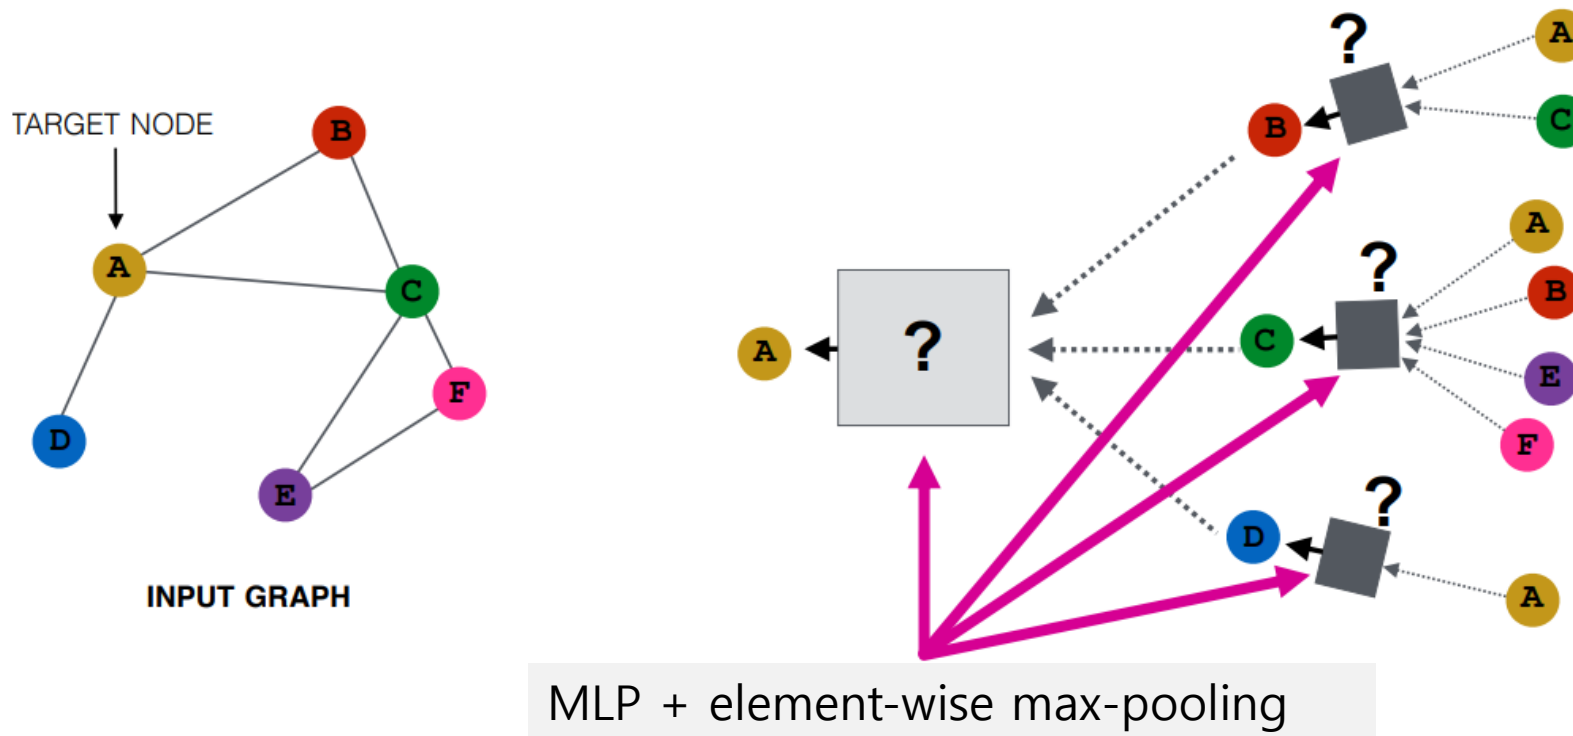 TARGET NODE
B
A
C
F
D
E
INPUT GRAPH
?
A
B
C
A
?
B
?
C
A
E
F
?
D
A
MLP + element-wise max-pooling